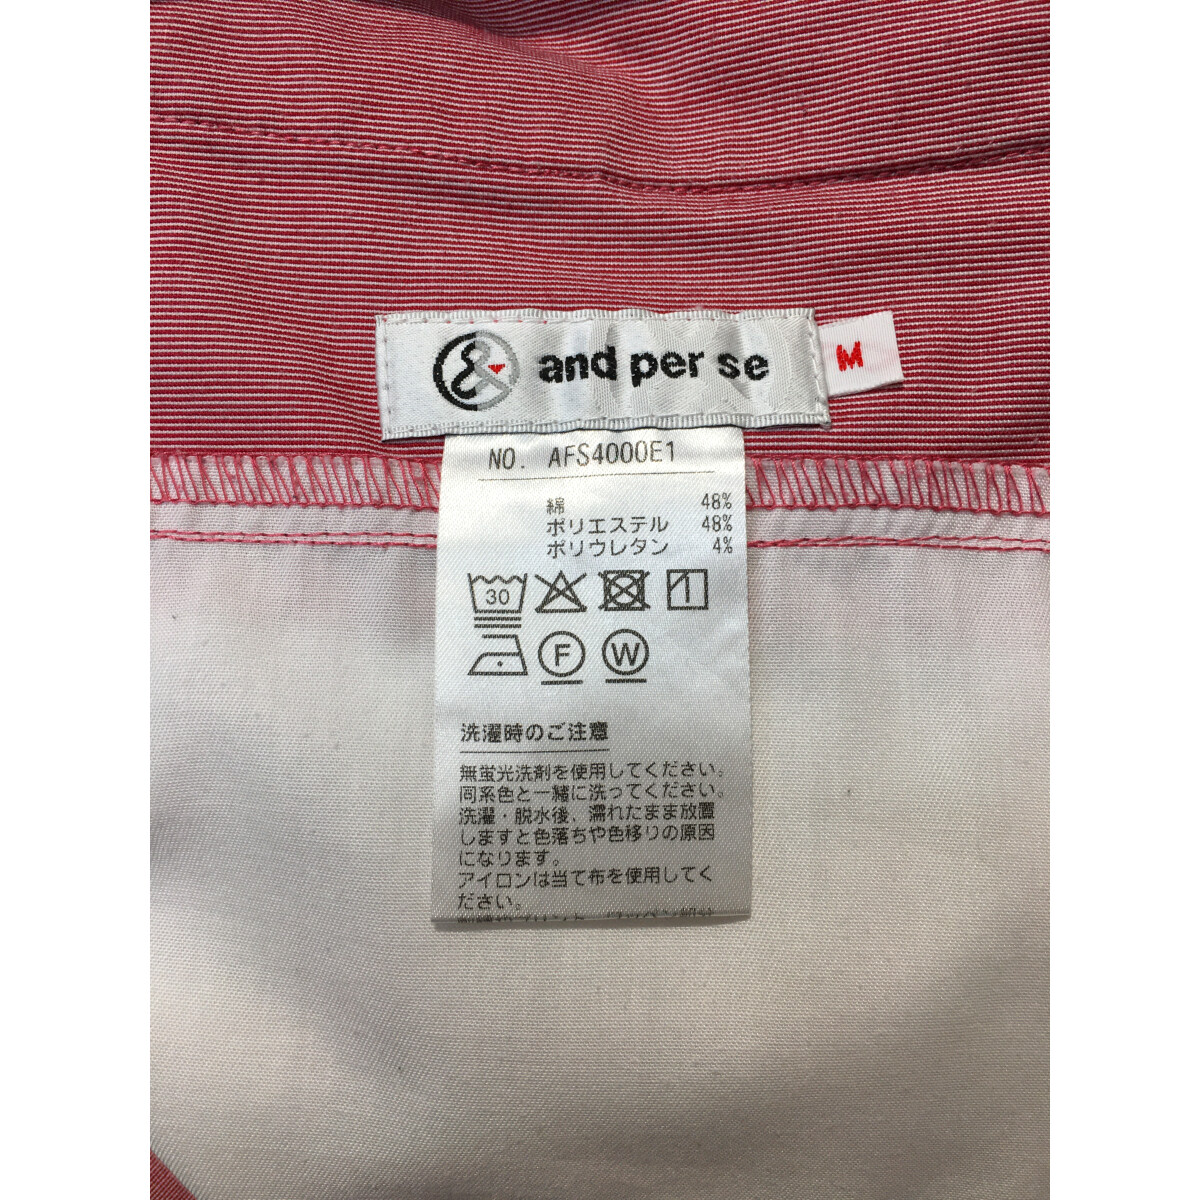 and per se
M
NO. AFS4000E1
綿 48%
ポリエステル 48%
ポリウレタン 4%
30
F W
洗濯時のご注意
無蛍光洗剤を使用してください。
同系色と一緒に洗ってください。
洗濯・脱水後、濡れたまま放置
しますと色落ちや色移りの原因
になります。
アイロンは当て布を使用してく
ださい。